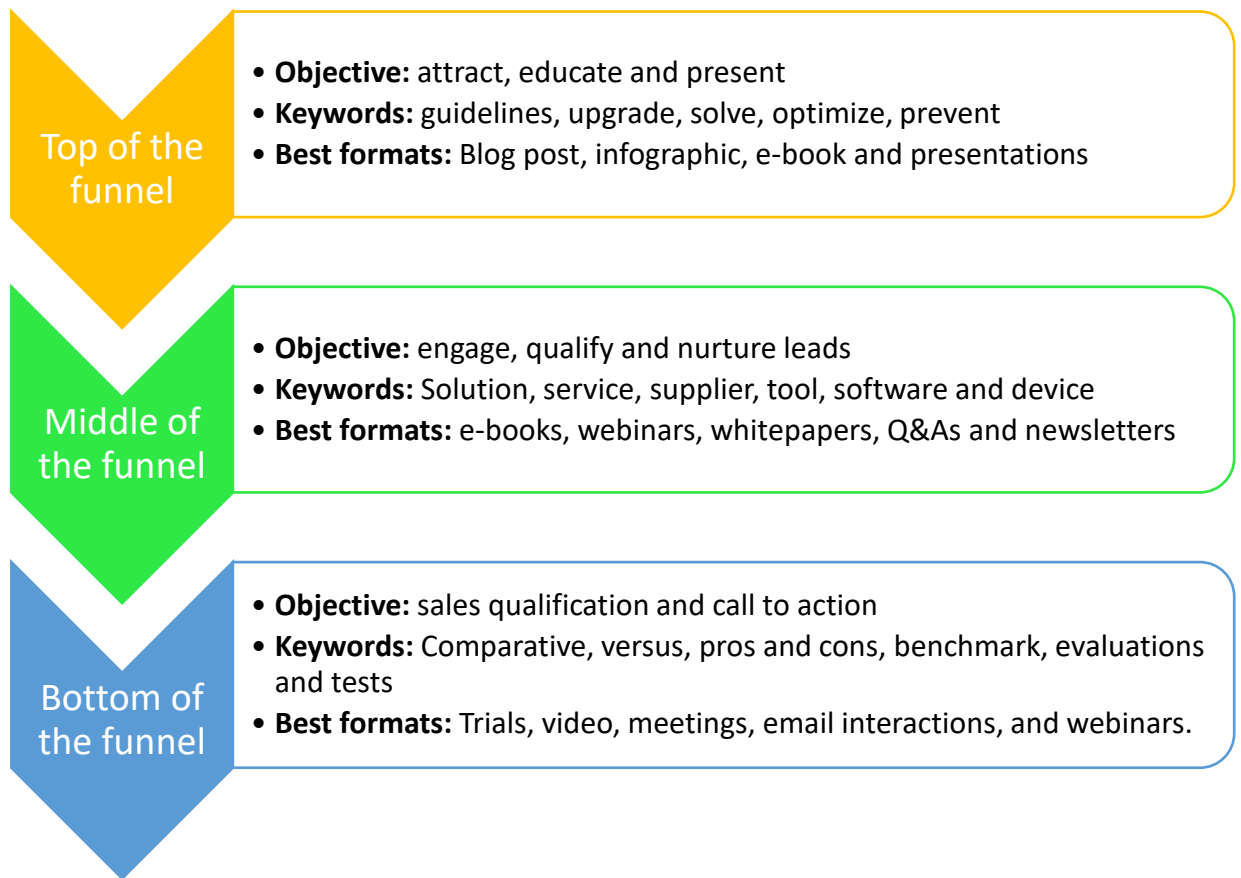 Top of the
funnel
• Objective: attract, educate and present
• Keywords: guidelines, upgrade, solve, optimize, prevent
• Best formats: Blog post, infographic, e-book and presentations
Middle of
the funnel
• Objective: engage, qualify and nurture leads
• Keywords: Solution, service, supplier, tool, software and device
• Best formats: e-books, webinars, whitepapers, Q&As and newsletters
Bottom of
the funnel
• Objective: sales qualification and call to action
• Keywords: Comparative, versus, pros and cons, benchmark, evaluations
and tests
• Best formats: Trials, video, meetings, email interactions, and webinars.